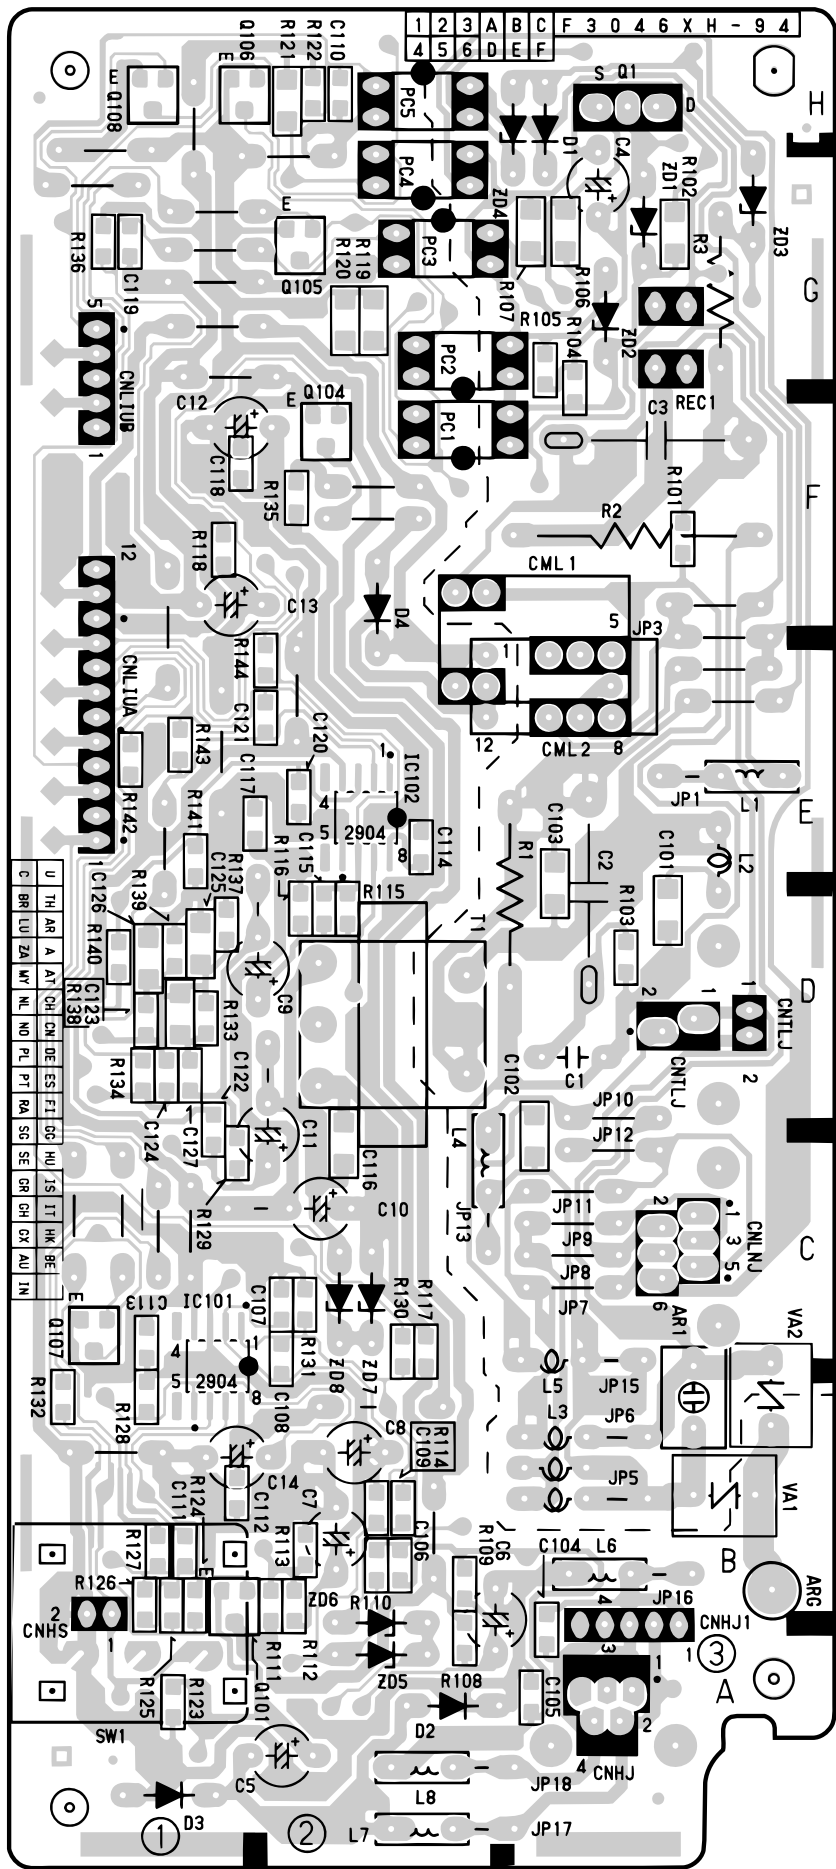 1 2 3 A B C F 3 0 4 6 X H - 9 4
4 5 6 D E F
Q108
E
Q106
E
R121
R122
C110
PC5
S Q1
D
H
D1
C4
PC4
ZD1
R102
ZD4
R3
ZD3
R136
C119
E
Q105
R120
R119
PC3
R107
R106
G
5
CNLIUB
1
R105
R104
ZD2
PC2
REC1
C12
E Q104
PC1
C3
C118
R135
R101
F
R2
R118
12
CML1
C13
D4
5
JP3
R144
1
CNLIUA
C121
12
CML2
8
R143
C120
1
IC102
JP1
L1
E
R142
C117
4
5 2904
8
C114
R141
R116
C115
R115
R1
C103
C2
C101
L2
1
C126
R139
C125
R137
T1
R103
R140
C9
D
C123
R138
R133
2
1
CNTLJ
CNTLJ
2
R134
C122
C102
C1
C124
C127
C11
JP10
JP12
L4
C116
JP13
R129
C10
JP11
JP9
JP8
JP7
2
1
3
5
CNLNJ
6
C
U TH AR A AT CH CN DE ES FI GG HU IS IT HK BE
C BR LU ZA MY NL NO PL PT RA SG SE GR GH GX AU IN
E
Q107
C113
IC101
C107
R131
ZD8
ZD7
R130
R117
AR1
VA2
4
1
5 2904
8
C108
R132
R128
L5
JP15
L3
JP6
C8
C14
R114
C109
JP5
VA1
R124
C111
C112
C7
R113
C106
R127
R109
C6
C104
L6
B
ARG
R126
E
ZD6
R110
4
JP16
2
CNHS
1
3
CNHJ1
1
3
R111
R112
ZD5
R125
R123
Q101
R108
C105
1
A
2
SW1
D2
C5
4
CNHJ
JP18
L8
D3
1
2
L7
JP17